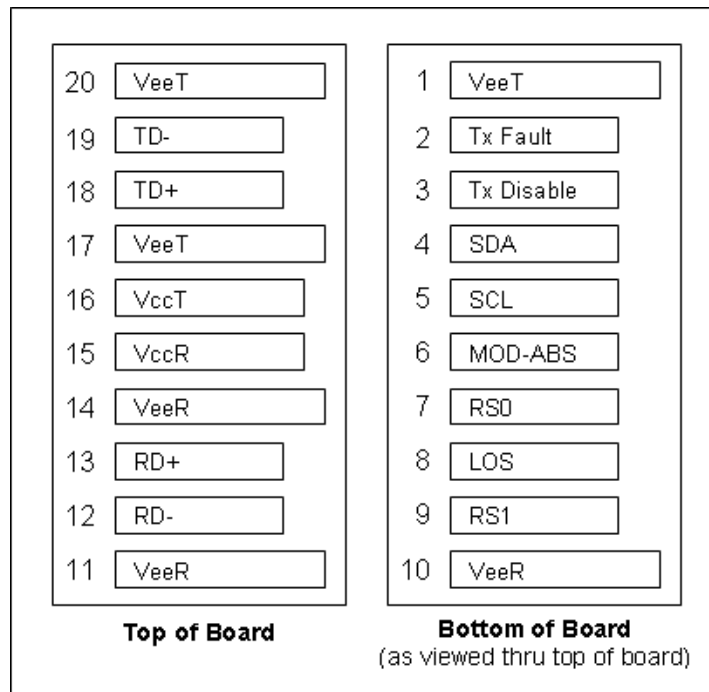 20 VeeT
19 TD-
18 TD+
17 VeeT
16 VccT
15 VccR
14 VeeR
13 RD+
12 RD-
11 VeeR
Top of Board
1 VeeT
2 Tx Fault
3 Tx Disable
4 SDA
5 SCL
6 MOD-ABS
7 RS0
8 LOS
9 RS1
10 VeeR
Bottom of Board
(as viewed thru top of board)